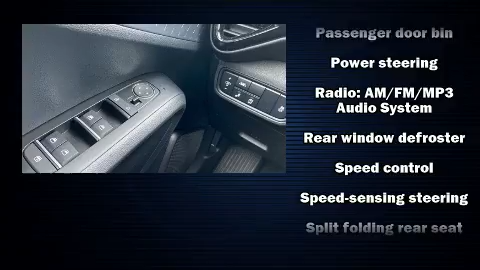 Passenger door bin
Power steering
Radio: AM/FM/MP3
Audio System
Rear window defroster
Speed control
Speed-sensing steering
Split folding rear seat